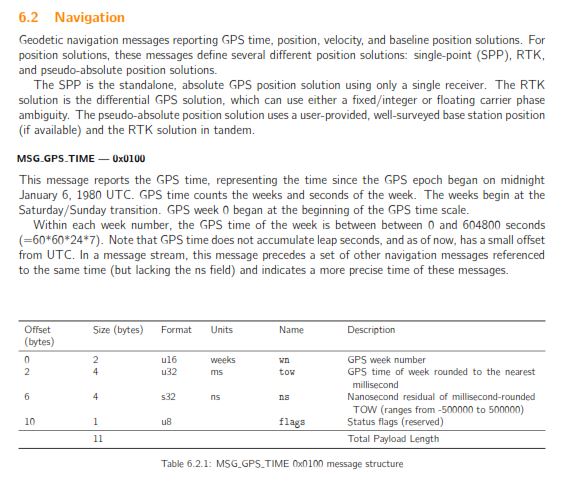 6.2 Navigation
Geodetic navigation messages reporting GPS time, position, velocity, and baseline position solutions. For
position solutions, these messages define several different position solutions: single-point (SPP), RTK,
and pseudo-absolute position solutions.
The SPP is the standalone, absolute GPS position solution using only a single receiver. The RTK
solution is the differential GPS solution, which can use either a fixed/integer or floating carrier phase
ambiguity. The pseudo-absolute position solution uses a user-provided, well-surveyed base station position
(if available) and the RTK solution in tandem.
MSG_GPS_TIME — 0x0100
This message reports the GPS time, representing the time since the GPS epoch began on midnight
January 6, 1980 UTC. GPS time counts the weeks and seconds of the week. The weeks begin at the
Saturday/Sunday transition. GPS week 0 began at the beginning of the GPS time scale.
Within each week number, the GPS time of the week is between between 0 and 604800 seconds
(=60*60*24*7). Note that GPS time does not accumulate leap seconds, and as of now, has a small offset
from UTC. In a message stream, this message precedes a set of other navigation messages referenced
to the same time (but lacking the ns field) and indicates a more precise time of these messages.
Offset Size (bytes) Format Units Name Description
(bytes)
0 2 u16 weeks wn GPS week number
2 4 u32 ms tow GPS time of week rounded to the nearest
millisecond
6 4 s32 ns ns Nanosecond residual of millisecond-rounded
TOW (ranges from -500000 to 500000)
10 1 u8 flags Status flags (reserved)
11 Total Payload Length
Table 6.2.1: MSG_GPS_TIME 0x0100 message structure